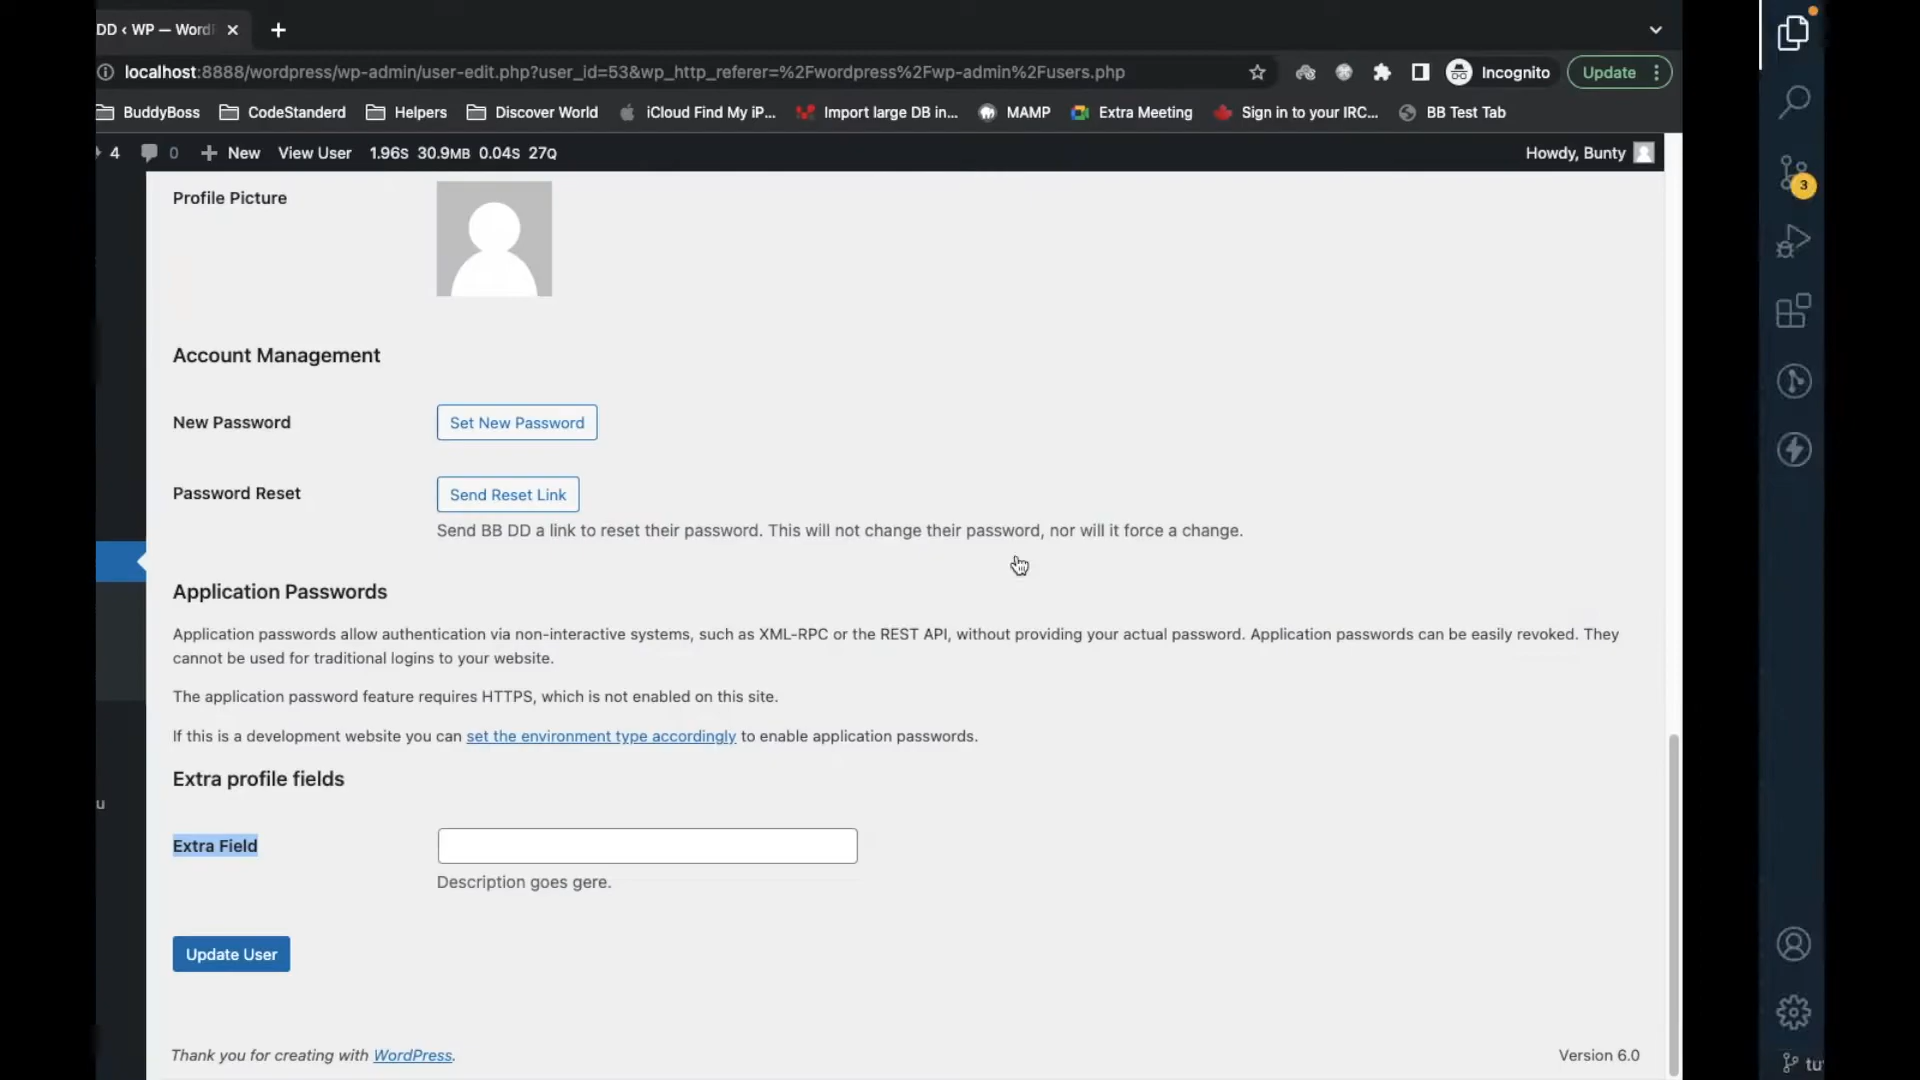 DD ‹ WP — Word
localhost:8888/wordpress/wp-admin/user-edit.php?user_id=53&wp_http_referer=%2Fwordpress%2Fwp-admin%2Fusers.php
Incognito
Update
BuddyBoss
CodeStanderd
Helpers
Discover World
iCloud Find My iP...
Import large DB in...
MAMP
Extra Meeting
Sign in to your IRC...
BB Test Tab
4
0
New
View User
1.96S 30.9MB 0.04S 27Q
Howdy, Bunty
3
Profile Picture
Account Management
New Password
Set New Password
Password Reset
Send Reset Link
Send BB DD a link to reset their password. This will not change their password, nor will it force a change.
Application Passwords
Application passwords allow authentication via non-interactive systems, such as XML-RPC or the REST API, without providing your actual password. Application passwords can be easily revoked. They
cannot be used for traditional logins to your website.
The application password feature requires HTTPS, which is not enabled on this site.
If this is a development website you can set the environment type accordingly to enable application passwords.
Extra profile fields
u
Extra Field
Description goes gere.
Update User
Thank you for creating with WordPress.
Version 6.0